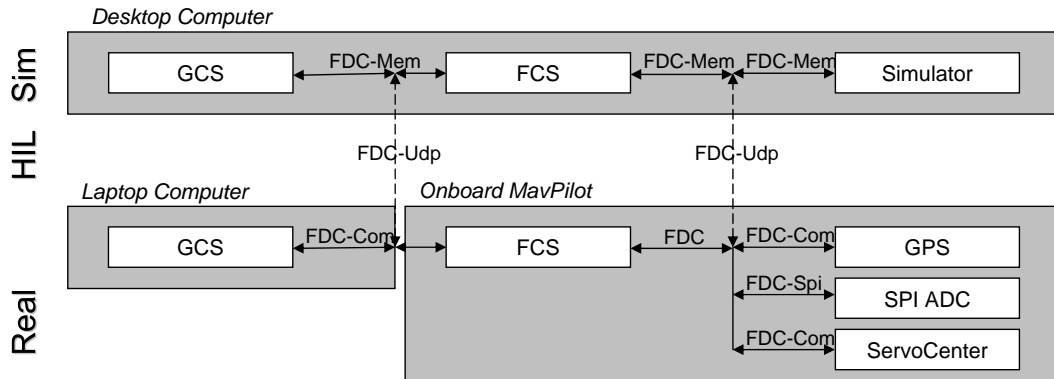 Desktop Computer
Sim
GCS
FDC-Mem
FCS
FDC-Mem
FDC-Mem
Simulator
HIL
FDC-Udp
FDC-Udp
Laptop Computer
Onboard MavPilot
Real
GCS
FDC-Com
FCS
FDC
FDC-Com
GPS
FDC-Spi
SPI ADC
FDC-Com
ServoCenter